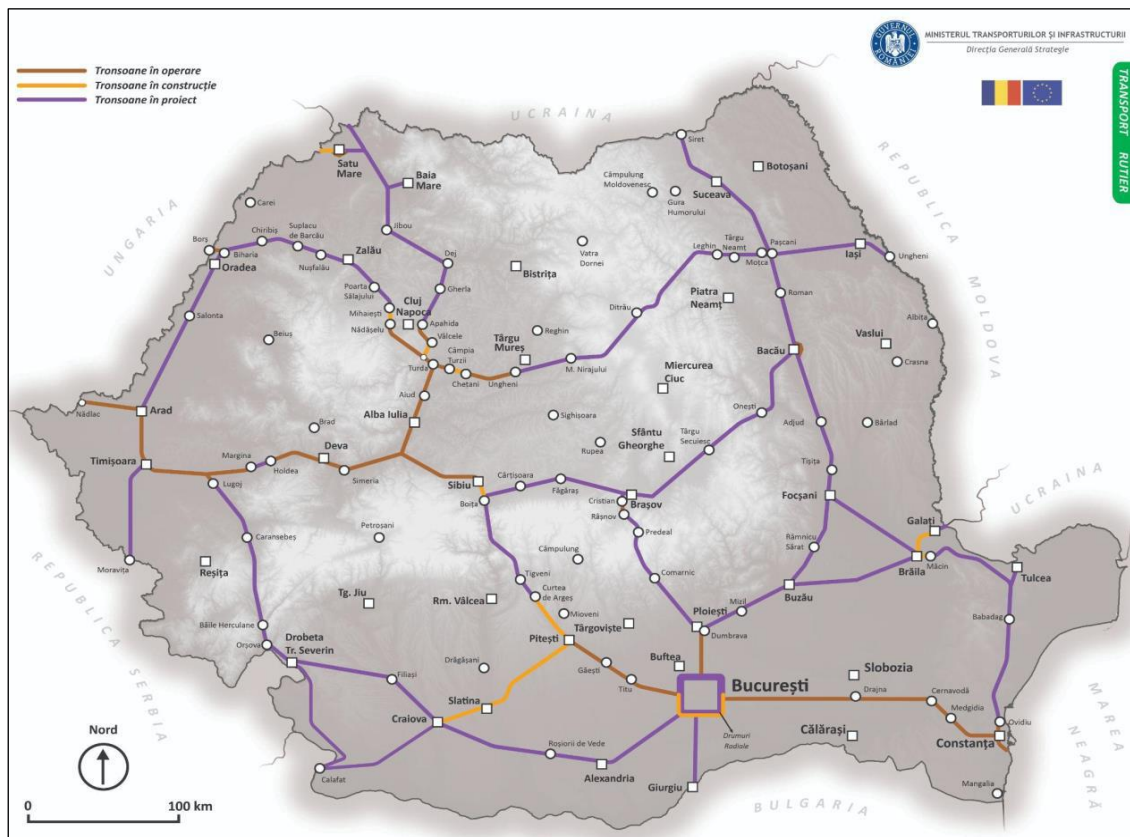 GUVERNUL ROMÂNIEI
MINISTERUL TRANSPORTURILOR ȘI INFRASTRUCTURII
Direcția Generală Strategie
TRANSPORT RUTIER
Tronsoane în operare
Tronsoane în construcție
Tronsoane în proiect
UCRAINA
REPUBLICA MOLDOVA
UNGARIA
Siret
Botoșani
Satu
Mare
Baia
Mare
Câmpulung
Moldovenesc
Gura
Humorului
Suceava
Carei
Jibou
Borș
Biharia
Oradea
Chiribiș
Suplacu
de Barcău
Nușfalău
Zalău
Dej
Vatra
Dornei
Leghin
Târgu
Neamț
Moțca
Pașcani
Iași
Ungheni
Bistrița
Poarta
Sălajului
Gherla
Piatra
Neamț
Roman
Mihaiești
Cluj
Napoca
Nădășelu
Apahida
Vâlcele
Salonta
Beiuș
Reghin
Ditrău
Albița
Vaslui
Crasna
Târgu
Mureș
Câmpia
Turzii
Turda
Chetani
Ungheni
M. Nirajului
Miercurea
Ciuc
Bacău
Nădlac
Arad
Aiud
Alba Iulia
Brad
Sighișoara
Onești
Adjud
Bârlad
Timișoara
Margina
Holdea
Deva
Simeria
Rupea
Sfântu
Gheorghe
Târgu
Secuiesc
Tișița
Lugoj
Sibiu
Boița
Cârțișoara
Făgăraș
Cristian
Brașov
Râșnov
Focșani
UCRAINA
Galați
Caransebeș
Petroșani
Predeal
Râmnicu
Sărat
Moravița
Reșița
Câmpulung
Brăila
Măcin
Tulcea
Tigveni
Comarnic
Tg. Jiu
Rm. Vâlcea
Curtea
de Argeș
Mioveni
Târgoviște
Ploiești
Mizil
Buzău
Babadag
REPUBLICA SERBIA
Băile Herculane
Orșova
Drobeta
Tr. Severin
Pitești
Dumbrava
Drăgășani
Găești
Titu
Buftea
București
Slobozia
Filiași
Drajna
Cernavodă
Medgidia
Slatina
Craiova
Drumuri
Radiale
Călărași
Ovidiu
Constanța
MAREA NEAGRĂ
Nord
Roșiorii de Vede
Alexandria
Calafat
Giurgiu
Mangalia
BULGARIA
0 100 km